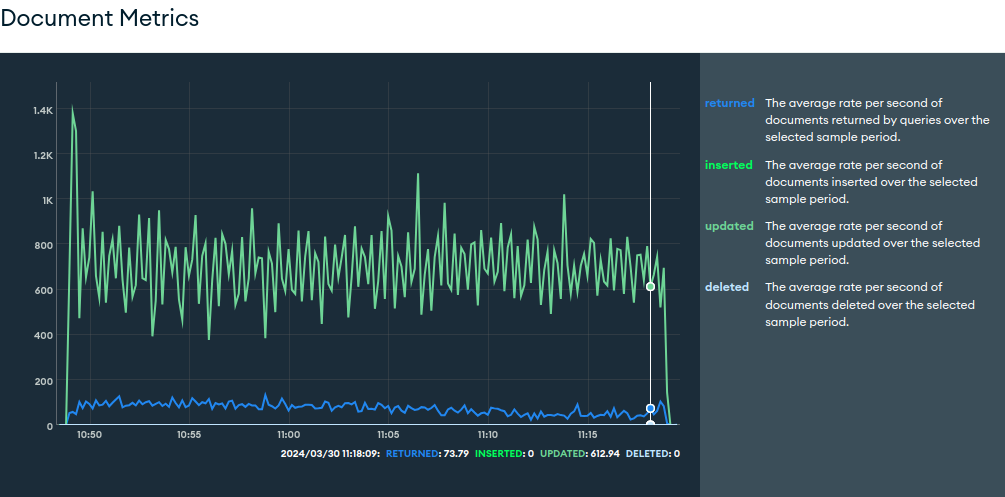 Document Metrics
1.4K
1.2K
1K
800
600
400
200
0
10:50 10:55 11:00 11:05 11:10 11:15
2024/03/30 11:18:09: RETURNED: 73.79 INSERTED: 0 UPDATED: 612.94 DELETED: 0
returned The average rate per second of
documents returned by queries over the
selected sample period.
inserted The average rate per second of
documents inserted over the selected
sample period.
updated The average rate per second of
documents updated over the selected
sample period.
deleted The average rate per second of
documents deleted over the selected
sample period.